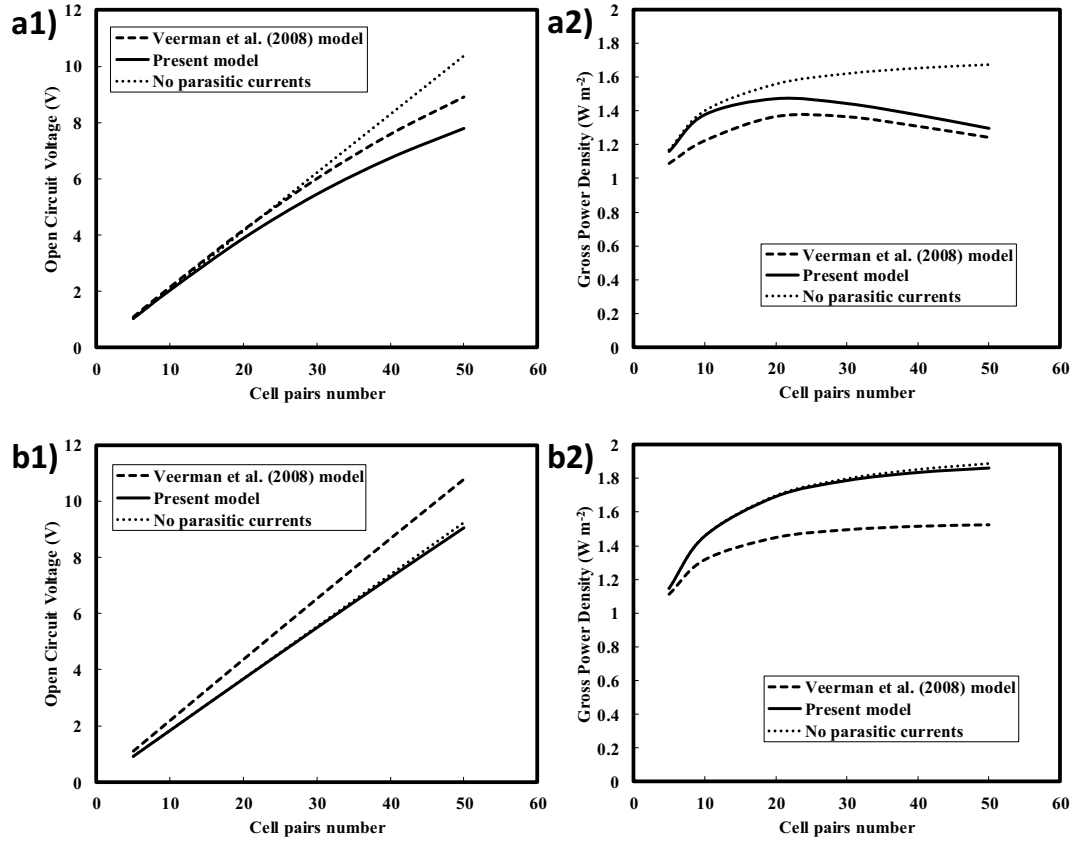 a1)
12
10
8
6
4
2
0
Open Circuit Voltage (V)
Veerman et al. (2008) model
Present model
No parasitic currents
0 10 20 30 40 50 60
Cell pairs number
a2)
2
1.8
1.6
1.4
1.2
1
0.8
0.6
0.4
0.2
0
Gross Power Density (W m-2)
Veerman et al. (2008) model
Present model
No parasitic currents
0 10 20 30 40 50 60
Cell pairs number
b1)
12
10
8
6
4
2
0
Open Circuit Voltage (V)
Veerman et al. (2008) model
Present model
No parasitic currents
0 10 20 30 40 50 60
Cell pairs number
b2)
2
1.8
1.6
1.4
1.2
1
0.8
0.6
0.4
0.2
0
Gross Power Density (W m-2)
Veerman et al. (2008) model
Present model
No parasitic currents
0 10 20 30 40 50 60
Cell pairs number